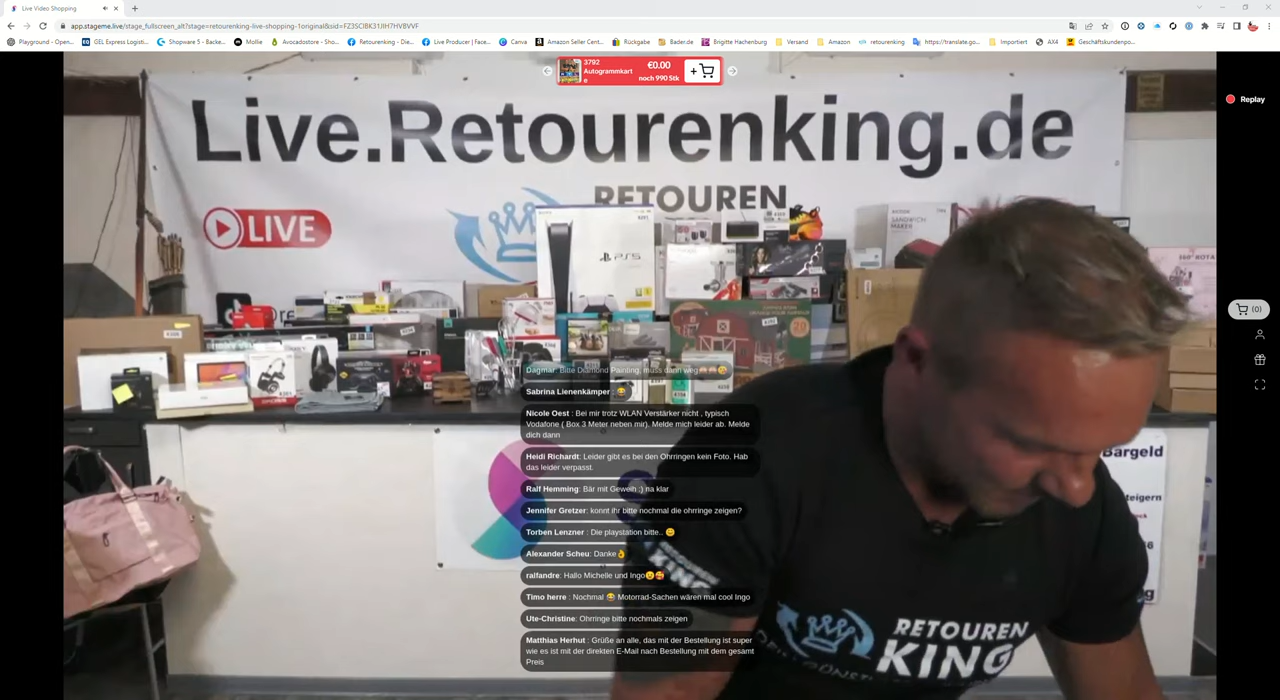 Live Video Shopping
app.stageme.live/stage_fullscreen_alt?stage=retourenking-live-shopping-1original&sid=FZ3SCIBK31JIH7HVBVVF
Playground - Open...
GEL Express Logisti...
Shopware 5 - Backe...
Mollie
Avocadostore - Sho...
Retourenking - Die...
Live Producer | Face...
Canva
Amazon Seller Cent...
Rückgabe
Bader.de
Brigitte Hachenburg
Versand
Amazon
retourenking
https://translate.go...
Importiert
AX4
Geschäftskundenpo...
3792
Autogrammkart
e
€0.00
noch 990 Stk
+
Replay
Live.Retourenking.de
RETOUREN
LIVE
PS5
SANDWICH
MAKER
(0)
Dagmar: Bitte Diamond Painting, muss dann weg🙈🙈😘
Sabrina Lienenkämper : 😂
Nicole Oest : Bei mir trotz WLAN Verstärker nicht , typisch
Vodafone ( Box 3 Meter neben mir). Melde mich leider ab. Melde
dich dann
Heidi Richardt: Leider gibt es bei den Ohrringen kein Foto. Hab
das leider verpasst.
Ralf Hemming: Bär mit Geweih ;) na klar
Jennifer Gretzer: konnt ihr bitte nochmal die ohrringe zeigen?
Torben Lenzner : Die playstation bitte.. 😊
Alexander Scheu: Danke👌
ralfandre: Hallo Michelle und Ingo😉🥰
Timo herre : Nochmal 😂 Motorrad-Sachen wären mal cool Ingo
Ute-Christine: Ohrringe bitte nochmals zeigen
Matthias Herhut : Grüße an alle, das mit der Bestellung ist super
wie es ist mit der direkten E-Mail nach Bestellung mit dem gesamt
Preis
Bargeld
RETOUREN
KING
RETOUREN
KING